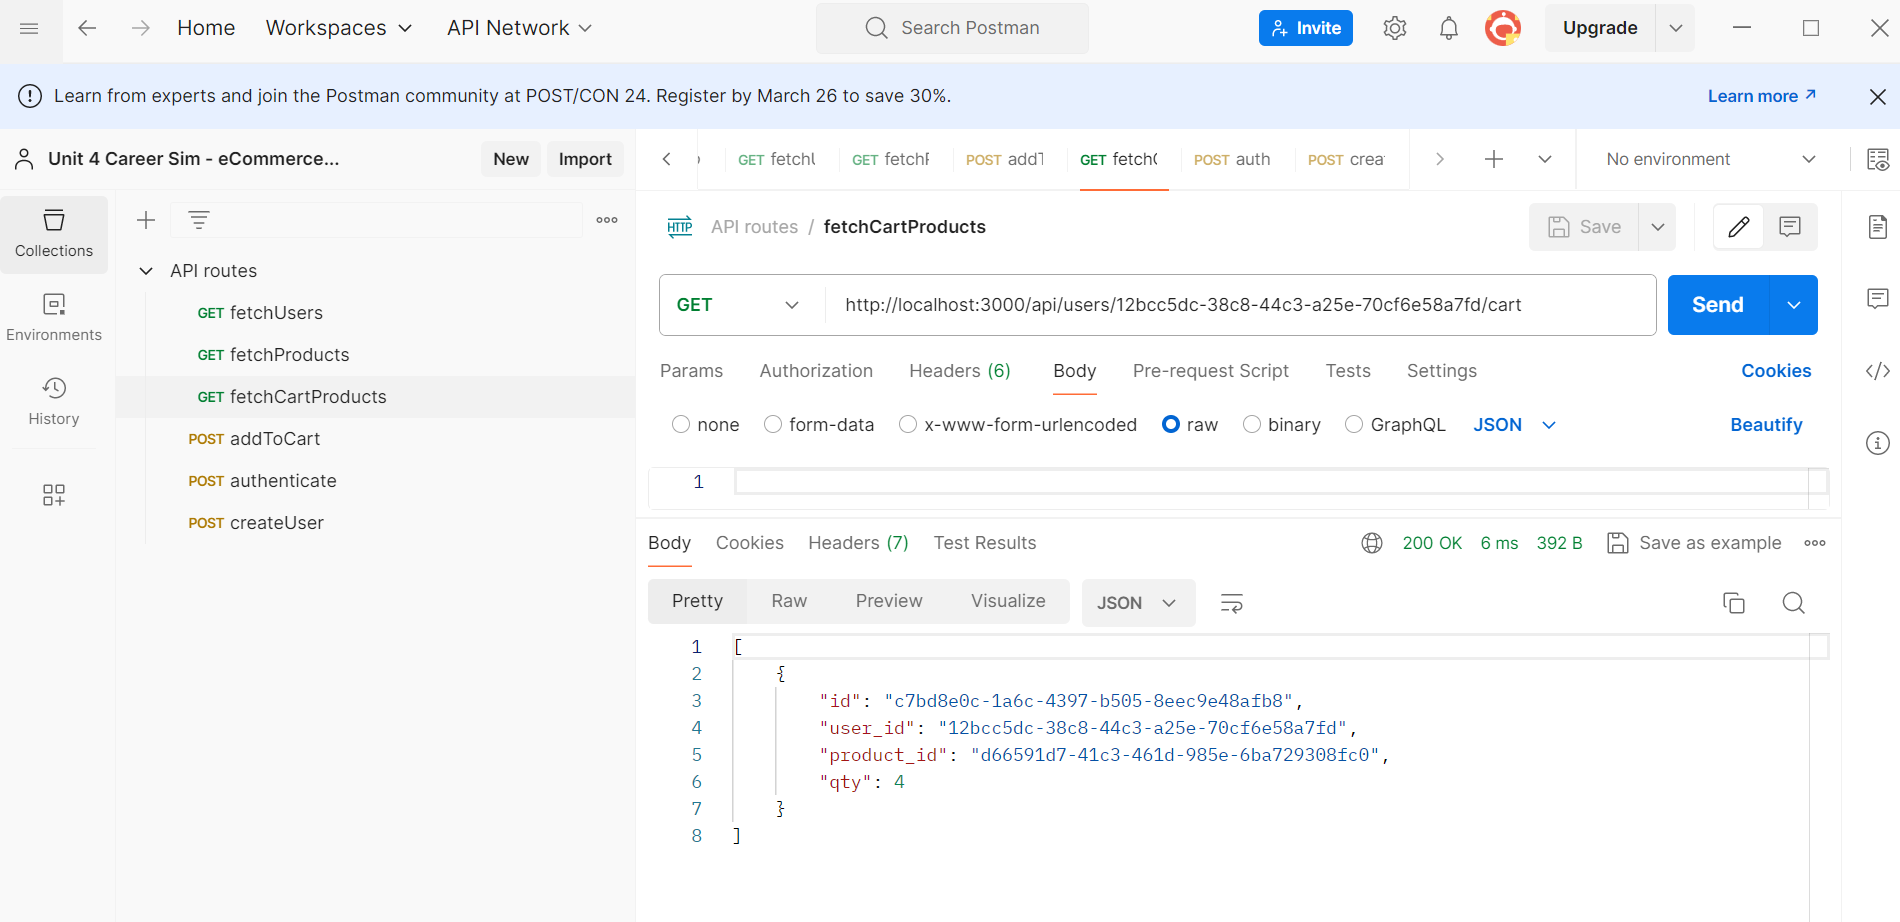 Home Workspaces API Network Search Postman Invite Upgrade
Learn from experts and join the Postman community at POST/CON 24. Register by March 26 to save 30%. Learn more
Unit 4 Career Sim - eCommerce... New Import
GET fetchU GET fetchF POST addT GET fetchC POST auth POST crea No environment
Collections
Environments
History
API routes
GET fetchUsers
GET fetchProducts
GET fetchCartProducts
POST addToCart
POST authenticate
POST createUser
HTTP API routes / fetchCartProducts Save
GET http://localhost:3000/api/users/12bcc5dc-38c8-44c3-a25e-70cf6e58a7fd/cart Send
Params Authorization Headers (6) Body Pre-request Script Tests Settings Cookies
none form-data x-www-form-urlencoded raw binary GraphQL JSON Beautify
1
Body Cookies Headers (7) Test Results 200 OK 6 ms 392 B Save as example
Pretty Raw Preview Visualize JSON
1 [
2 {
3 "id": "c7bd8e0c-1a6c-4397-b505-8eec9e48afb8",
4 "user_id": "12bcc5dc-38c8-44c3-a25e-70cf6e58a7fd",
5 "product_id": "d66591d7-41c3-461d-985e-6ba729308fc0",
6 "qty": 4
7 }
8 ]